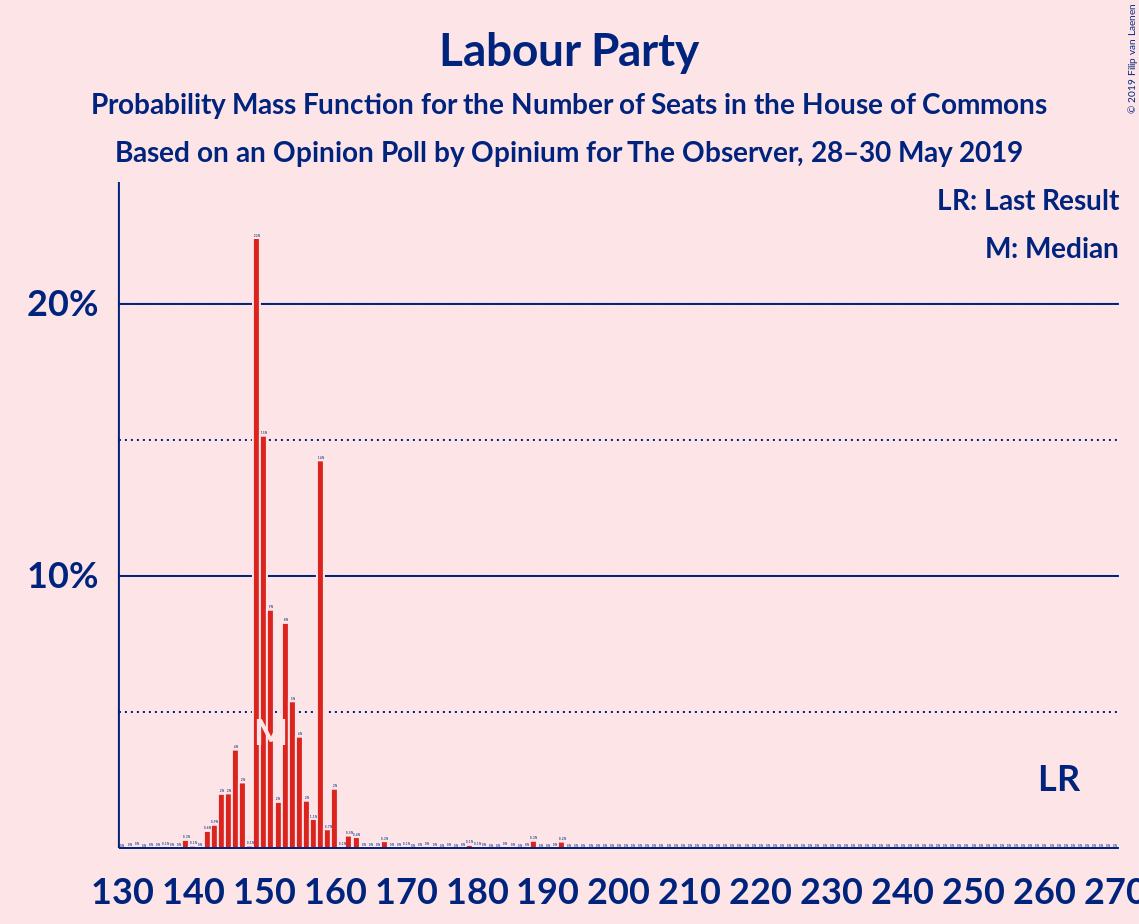 Labour Party
Probability Mass Function for the Number of Seats in the House of Commons
Based on an Opinion Poll by Opinium for The Observer, 28–30 May 2019
© 2019 Filip van Laenen
LR: Last Result
M: Median
20%
10%
M
LR
130 140 150 160 170 180 190 200 210 220 230 240 250 260 270